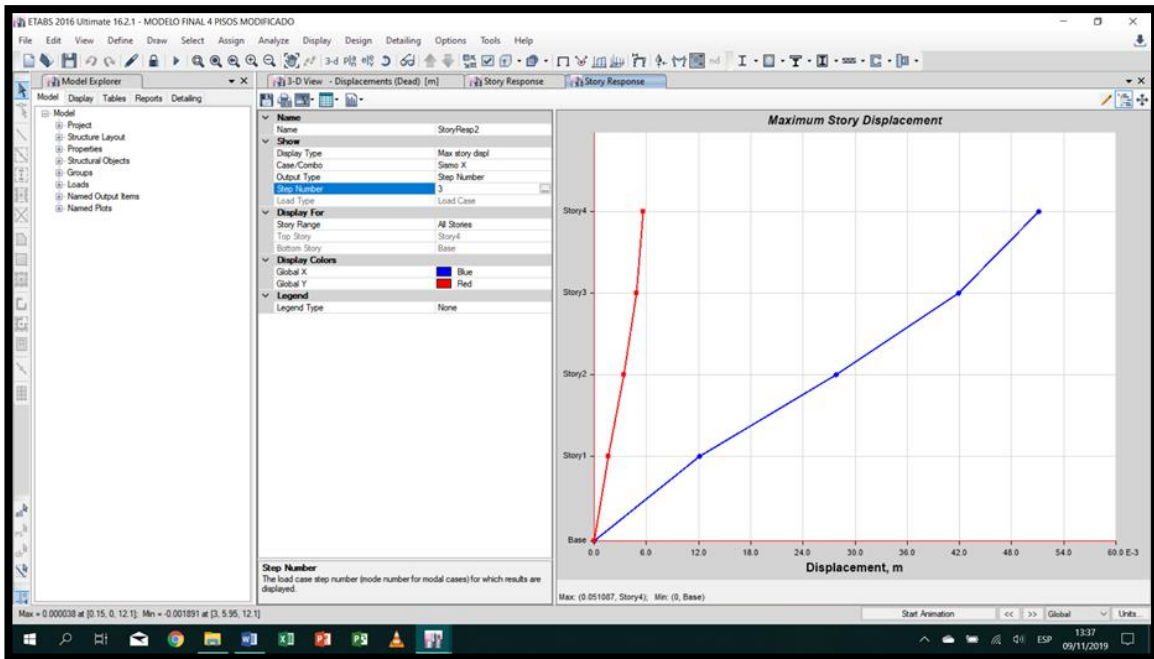 ETABS 2016 Ultimate 16.2.1 - MODELO FINAL 4 PISOS MODIFICADO
File Edit View Define Draw Select Assign Analyze Display Design Detailing Options Tools Help
3-d
Model Explorer
3-D View - Displacements (Dead) [m]
Story Response
Story Response
Model Display Tables Reports Detailing
Model
Project
Structure Layout
Properties
Structural Objects
Groups
Loads
Named Output Items
Named Plots
Name
Name StoryResp2
Show
Display Type Max story displ
Case/Combo Sismo X
Output Type Step Number
Step Number 3
Load Type Load Case
Display For
Story Range All Stories
Top Story Story4
Bottom Story Base
Display Colors
Global X Blue
Global Y Red
Legend
Legend Type None
Step Number
The load case step number (mode number for modal cases) for which results are
displayed.
Maximum Story Displacement
Story4
Story3
Story2
Story1
Base
0.0 6.0 12.0 18.0 24.0 30.0 36.0 42.0 48.0 54.0 60.0 E-3
Displacement, m
Max: (0.051087, Story4); Min: (0, Base)
Max = 0.000038 at [0.15, 0, 12.1]; Min = -0.001891 at [3, 5.95, 12.1]
Start Animation << >> Global Units...
ESP
13:37
09/11/2019